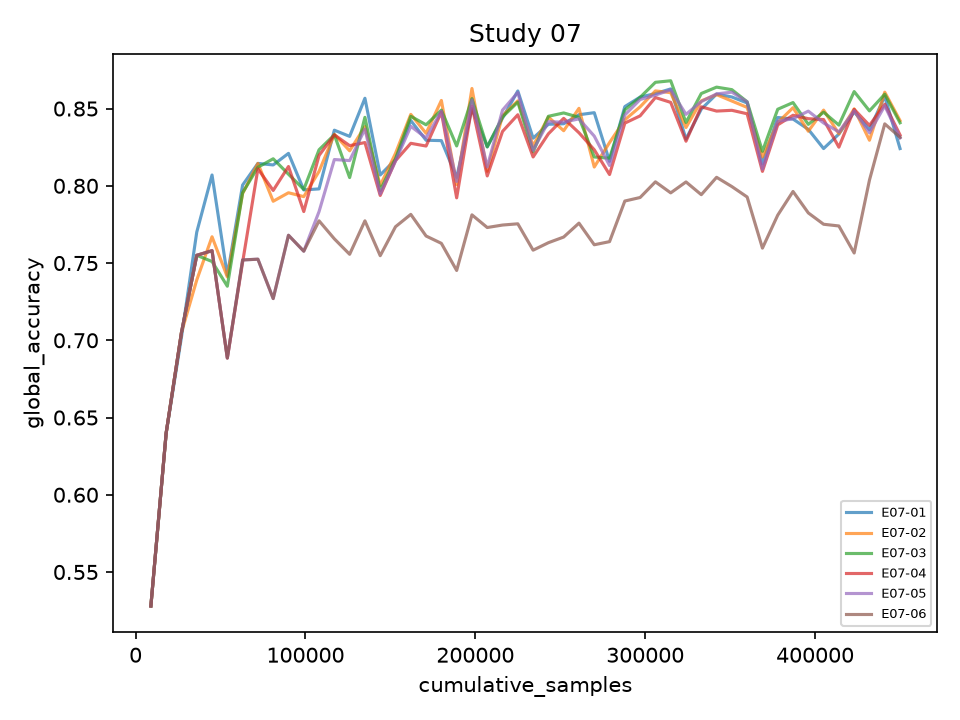 Study 07
global_accuracy
0.85
0.80
0.75
0.70
0.65
0.60
0.55
0
100000
200000
300000
400000
cumulative_samples
E07-01
E07-02
E07-03
E07-04
E07-05
E07-06